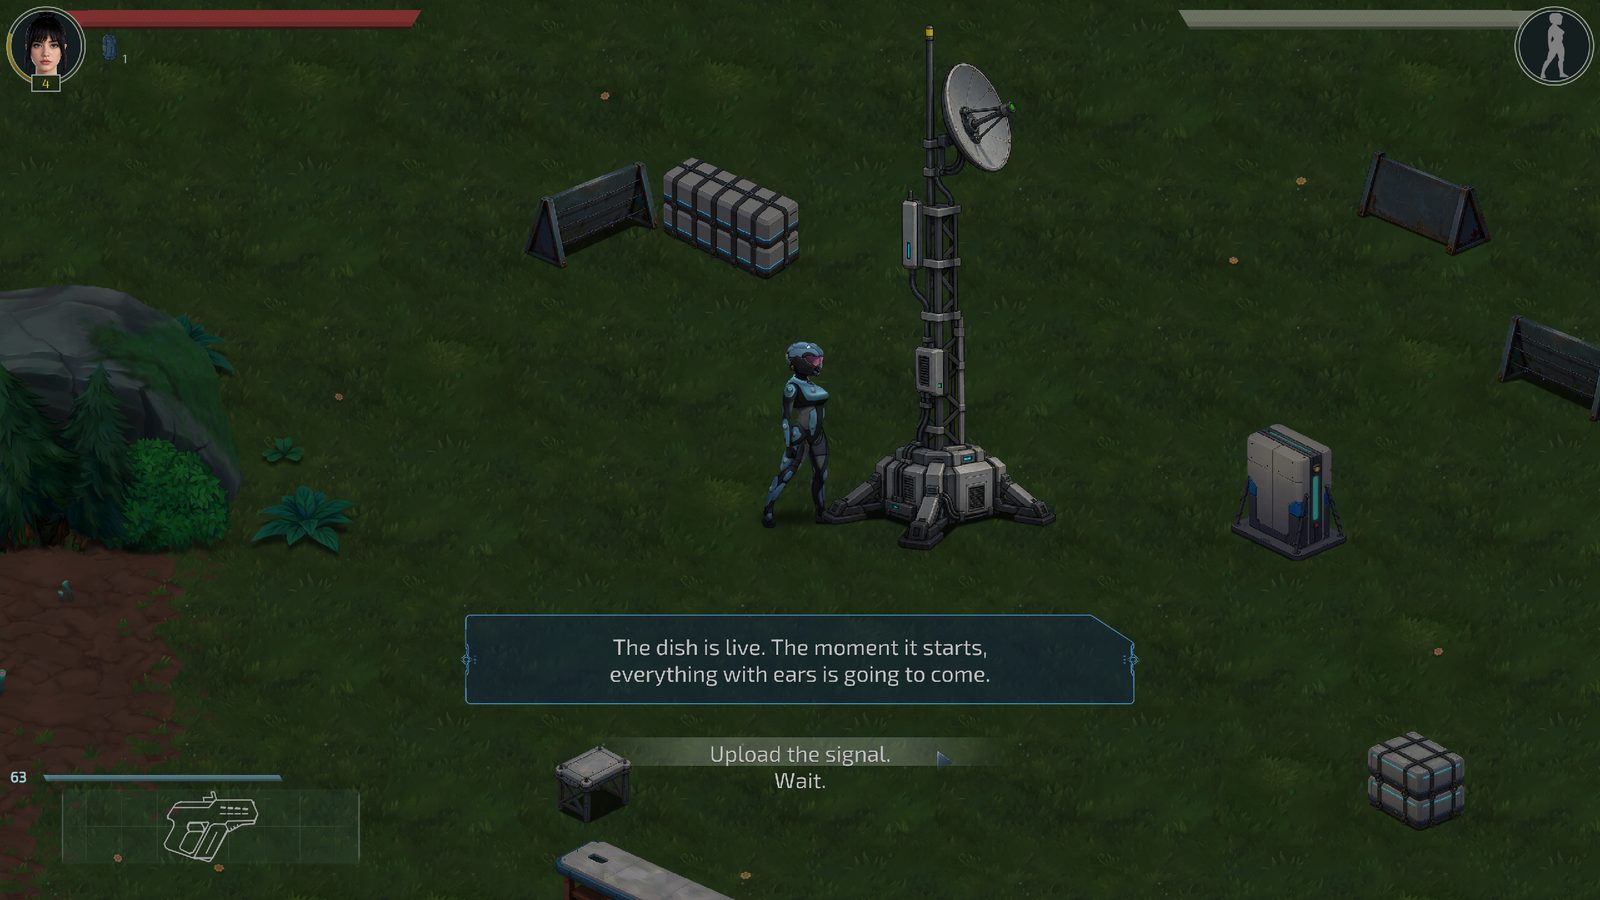 1
4
The dish is live. The moment it starts,
everything with ears is going to come.
Upload the signal.
Wait.
63